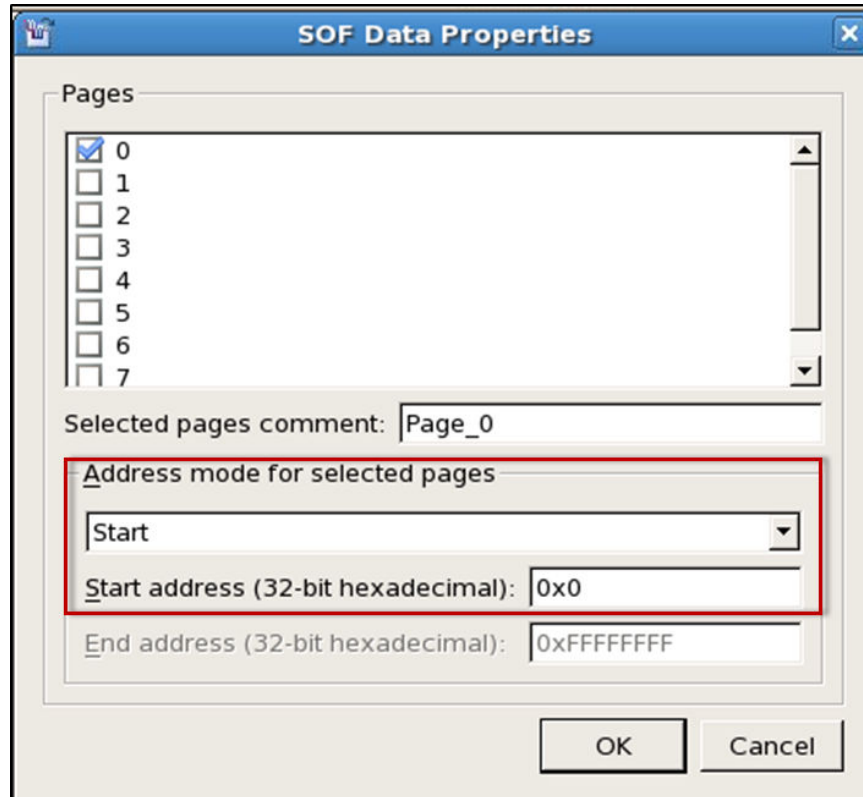 SOF Data Properties
Pages
0
1
2
3
4
5
6
7
Selected pages comment: Page_0
Address mode for selected pages
Start
Start address (32-bit hexadecimal): 0x0
End address (32-bit hexadecimal): 0xFFFFFFFF
OK Cancel